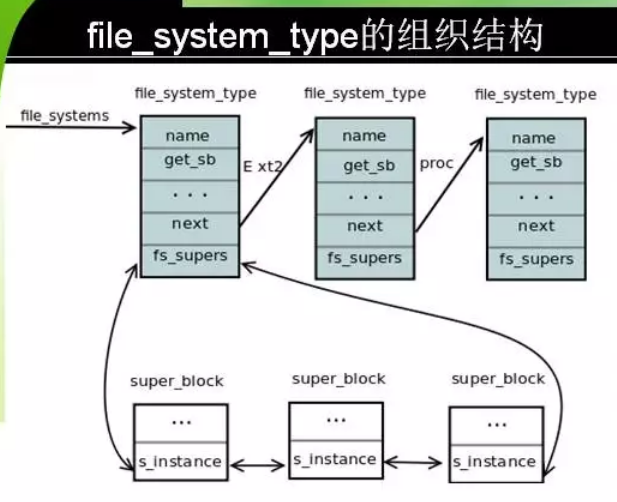 file_system_type的组织结构
file_system_type
file_system_type
file_system_type
file_systems
name
get_sb
...
next
fs_supers
E xt2
name
get_sb
...
next
fs_supers
proc
name
get_sb
...
next
fs_supers
super_block
super_block
super_block
...
s_instance
...
s_instance
...
s_instance